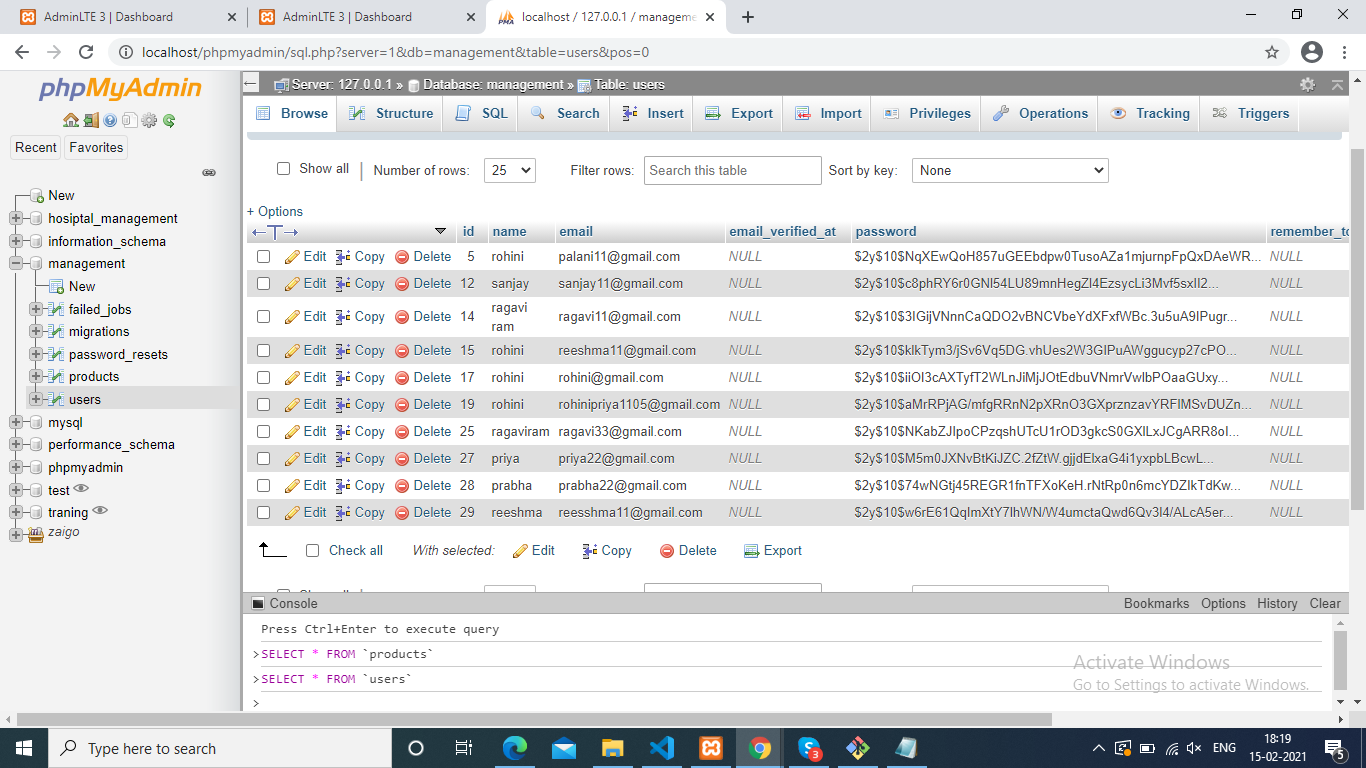 AdminLTE 3 | Dashboard
AdminLTE 3 | Dashboard
localhost / 127.0.0.1 / manageme
localhost/phpmyadmin/sql.php?server=1&db=management&table=users&pos=0
phpMyAdmin
Recent Favorites
New
hosiptal_management
information_schema
management
New
failed_jobs
migrations
password_resets
products
users
mysql
performance_schema
phpmyadmin
test
traning
zaigo
Server: 127.0.0.1 » Database: management » Table: users
Browse Structure SQL Search Insert Export Import Privileges Operations Tracking Triggers
Show all Number of rows: 25 Filter rows: Search this table Sort by key: None
+ Options
←T→ id name email email_verified_at password remember_to
Edit Copy Delete 5 rohini palani11@gmail.com NULL $2y$10$NqXEwQoH857uGEEbdpw0TusoAZa1mjurnpFpQxDAeWR... NULL
Edit Copy Delete 12 sanjay sanjay11@gmail.com NULL $2y$10$c8phRY6r0GNl54LU89mnHegZl4EzsycLi3Mvf5sxIl2... NULL
Edit Copy Delete 14 ragavi ram ragavi11@gmail.com NULL $2y$10$3IGijVNnnCaQDO2vBNCVbeYdXFxfWBc.3u5uA9IPugr... NULL
Edit Copy Delete 15 rohini reeshma11@gmail.com NULL $2y$10$klkTym3/jSv6Vq5DG.vhUes2W3GIPuAWggucyp27cPO... NULL
Edit Copy Delete 17 rohini rohini@gmail.com NULL $2y$10$iiOI3cAXTyfT2WLnJiMjJOtEdbuVNmrVwlbPOaaGUxy... NULL
Edit Copy Delete 19 rohini rohinipriya1105@gmail.com NULL $2y$10$aMrRPjAG/mfgRRnN2pXRnO3GXprznzavYRFIMSvDUZn... NULL
Edit Copy Delete 25 ragaviram ragavi33@gmail.com NULL $2y$10$NKabZJIpoCPzqshUTcU1rOD3gkcS0GXlLxJCgARR8oI... NULL
Edit Copy Delete 27 priya priya22@gmail.com NULL $2y$10$M5m0JXNvBtKiJZC.2fZtW.gjjdElxaG4i1yxpbLBcwL... NULL
Edit Copy Delete 28 prabha prabha22@gmail.com NULL $2y$10$74wNGtj45REGR1fnTFXoKeH.rNtRp0n6mcYDZIkTdKw... NULL
Edit Copy Delete 29 reeshma reesshma11@gmail.com NULL $2y$10$w6rE61QqImXtY7IhWN/W4umctaQwd6Qv3I4/ALcA5er... NULL
Check all With selected: Edit Copy Delete Export
Console Bookmarks Options History Clear
Press Ctrl+Enter to execute query
>SELECT * FROM `products`
>SELECT * FROM `users`
>
Activate Windows
Go to Settings to activate Windows.
Type here to search
3
ENG
18:19
15-02-2021
5